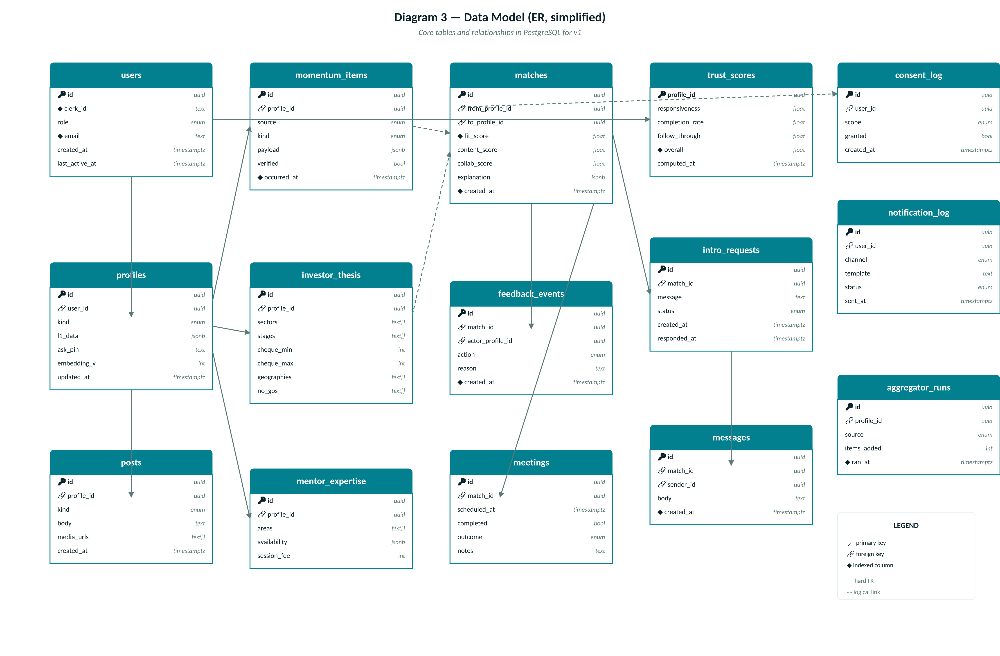 Diagram 3 — Data Model (ER, simplified)
Core tables and relationships in PostgreSQL for v1
users
id uuid
◆ clerk_id text
role enum
◆ email text
created_at timestamptz
last_active_at timestamptz
momentum_items
id uuid
profile_id uuid
source enum
kind enum
payload jsonb
verified bool
◆ occurred_at timestamptz
matches
id uuid
from_profile_id uuid
to_profile_id uuid
◆ fit_score float
content_score float
collab_score float
explanation jsonb
◆ created_at timestamptz
trust_scores
profile_id uuid
responsiveness float
completion_rate float
follow_through float
◆ overall float
computed_at timestamptz
consent_log
id uuid
user_id uuid
scope enum
granted bool
created_at timestamptz
notification_log
id uuid
user_id uuid
channel enum
template text
status enum
sent_at timestamptz
profiles
id uuid
user_id uuid
kind enum
l1_data jsonb
ask_pin text
embedding_v int
updated_at timestamptz
investor_thesis
id uuid
profile_id uuid
sectors text[]
stages text[]
cheque_min int
cheque_max int
geographies text[]
no_gos text[]
feedback_events
id uuid
match_id uuid
actor_profile_id uuid
action enum
reason text
◆ created_at timestamptz
intro_requests
id uuid
match_id uuid
message text
status enum
created_at timestamptz
responded_at timestamptz
aggregator_runs
id uuid
profile_id uuid
source enum
items_added int
◆ ran_at timestamptz
posts
id uuid
profile_id uuid
kind enum
body text
media_urls text[]
created_at timestamptz
mentor_expertise
id uuid
profile_id uuid
areas text[]
availability jsonb
session_fee int
meetings
id uuid
match_id uuid
scheduled_at timestamptz
completed bool
outcome enum
notes text
messages
id uuid
match_id uuid
sender_id uuid
body text
◆ created_at timestamptz
LEGEND
primary key
foreign key
◆ indexed column
— hard FK
- - logical link